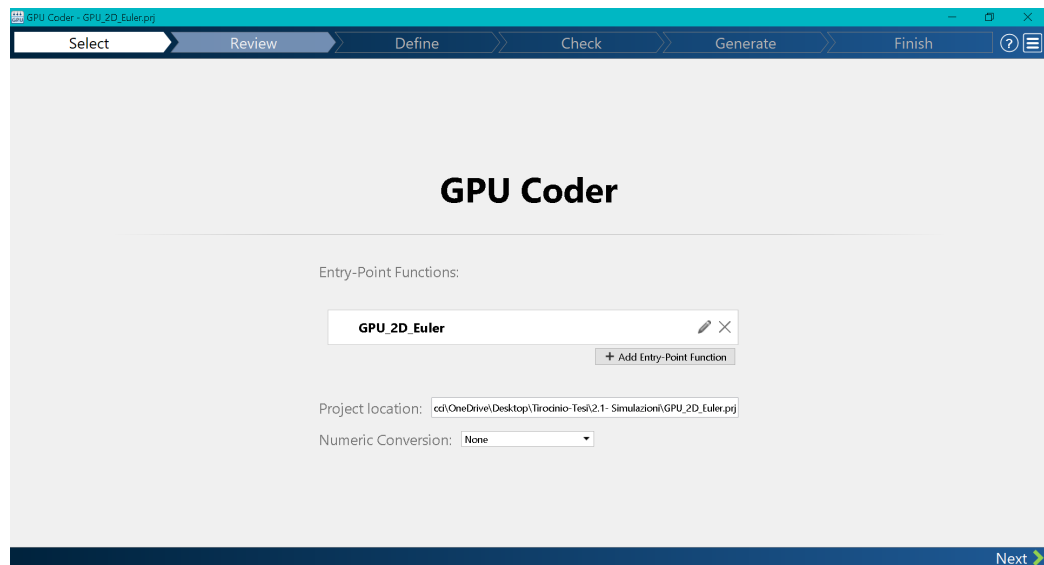 GPU Coder - GPU_2D_Euler.prj
Select Review Define Check Generate Finish ?
GPU Coder
Entry-Point Functions:
GPU_2D_Euler
+ Add Entry-Point Function
Project location: cci\OneDrive\Desktop\Tirocinio-Tesi\2.1- Simulazioni\GPU_2D_Euler.prj
Numeric Conversion: None
Next